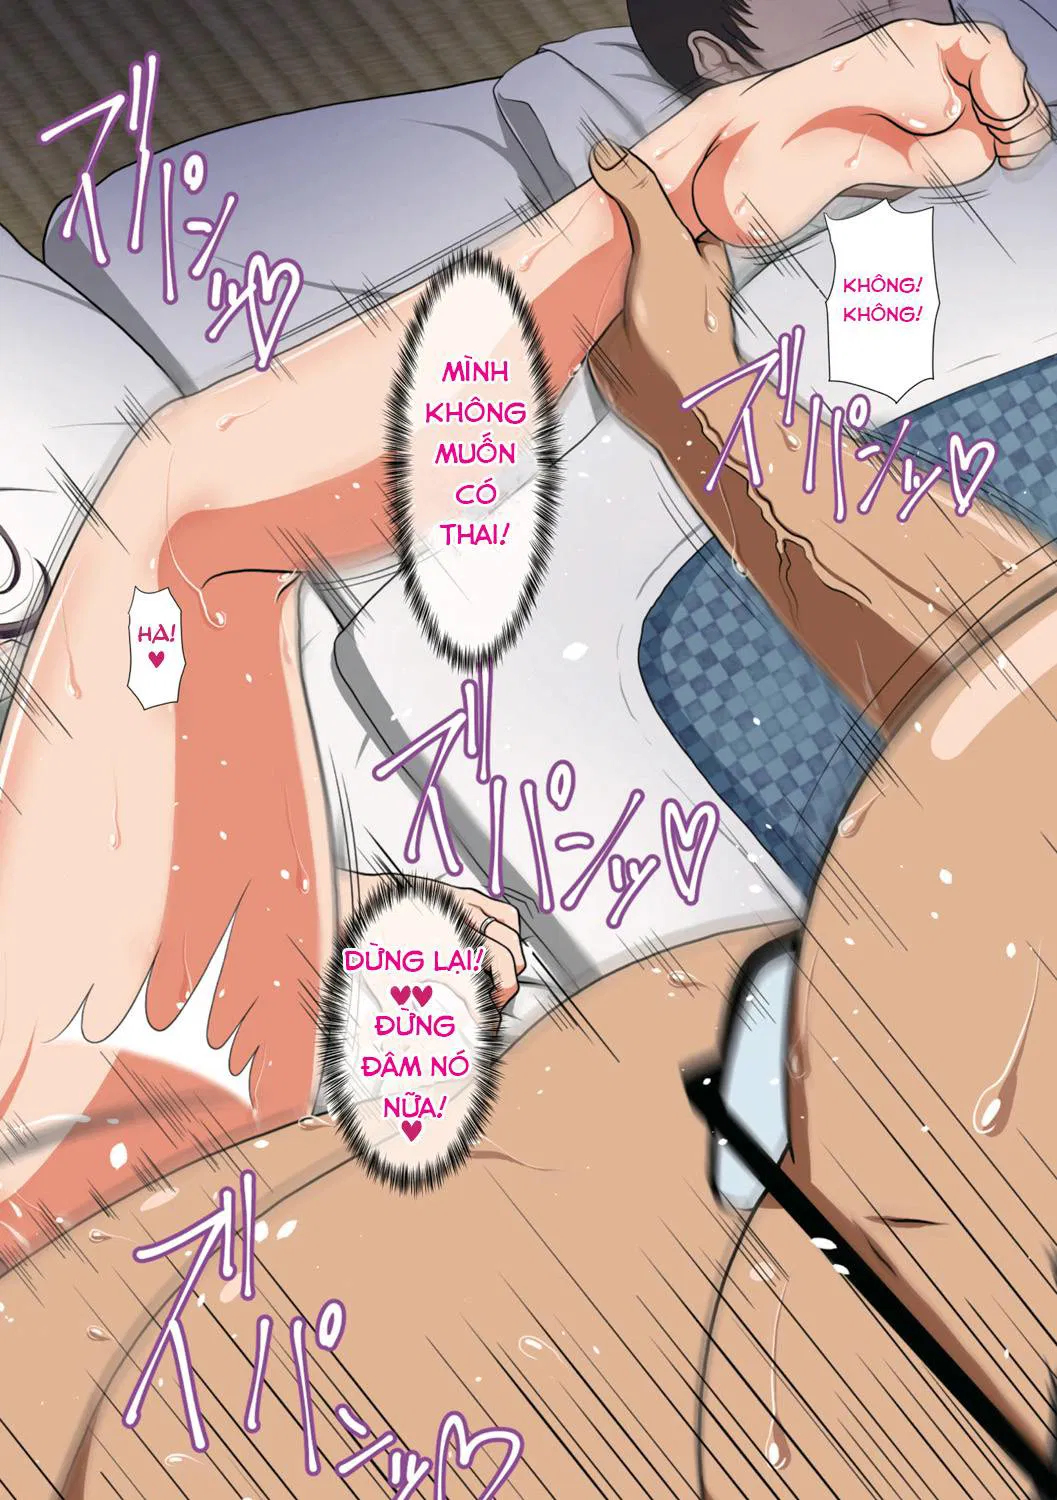 ズパンッ♡
KHÔNG!
KHÔNG!
MÌNH
KHÔNG
MUỐN
CÓ
THAI!
ズパンッ♡
HA!
♥
ズパンッ♡
DỪNG LẠI!
♥♥
ĐỪNG
ĐÂM NÓ
NỮA!
♥
ズパンッ♡